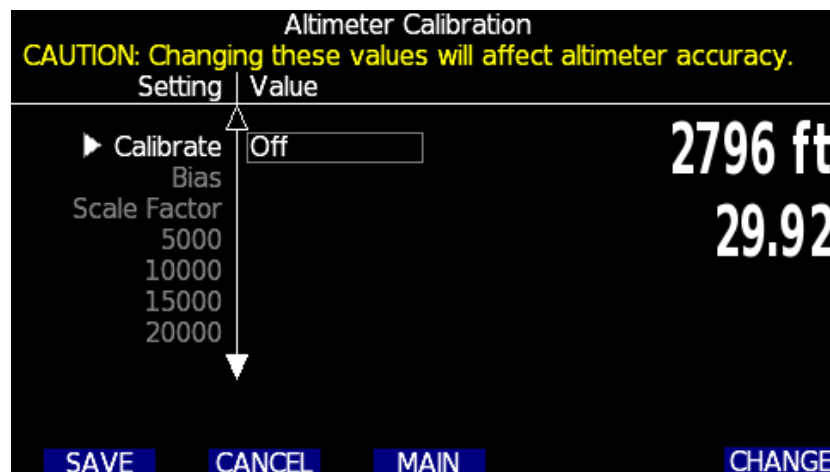 Altimeter Calibration
CAUTION: Changing these values will affect altimeter accuracy.
Setting Value
Calibrate Off
2796 ft
Bias
Scale Factor
29.92
5000
10000
15000
20000
SAVE CANCEL MAIN CHANGE